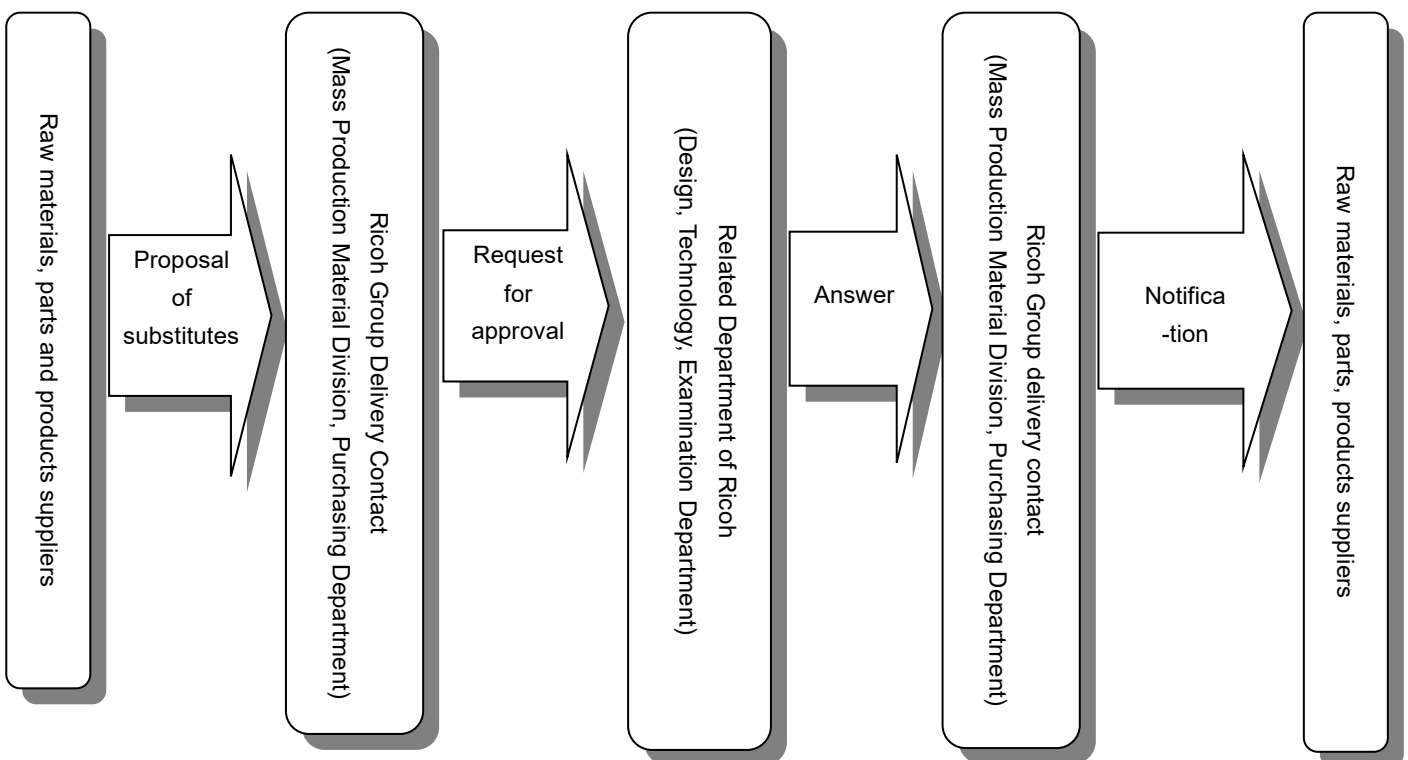 Raw materials, parts and products suppliers
Proposal
of
substitutes
Ricoh Group Delivery Contact
(Mass Production Material Division, Purchasing Department)
Request
for
approval
Related Department of Ricoh
(Design, Technology, Examination Department)
Answer
Ricoh Group delivery contact
(Mass Production Material Division, Purchasing Department)
Notifica
-tion
Raw materials, parts, products suppliers